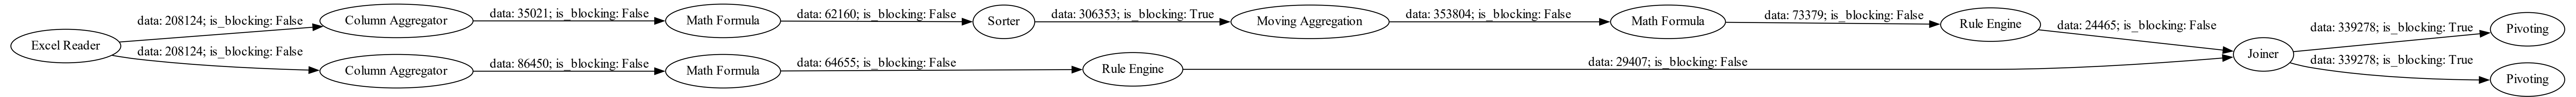 Excel Reader
data: 208124; is_blocking: False
Column Aggregator
data: 35021; is_blocking: False
Math Formula
data: 62160; is_blocking: False
Sorter
data: 306353; is_blocking: True
Moving Aggregation
data: 353804; is_blocking: True
Math Formula
data: 73379; is_blocking: False
Rule Engine
data: 24465; is_blocking: False
data: 208124; is_blocking: False
Column Aggregator
data: 86450; is_blocking: False
Math Formula
data: 64655; is_blocking: False
Rule Engine
data: 29407; is_blocking: False
Joiner
data: 339278; is_blocking: True
Pivoting
data: 339278; is_blocking: True
Pivoting